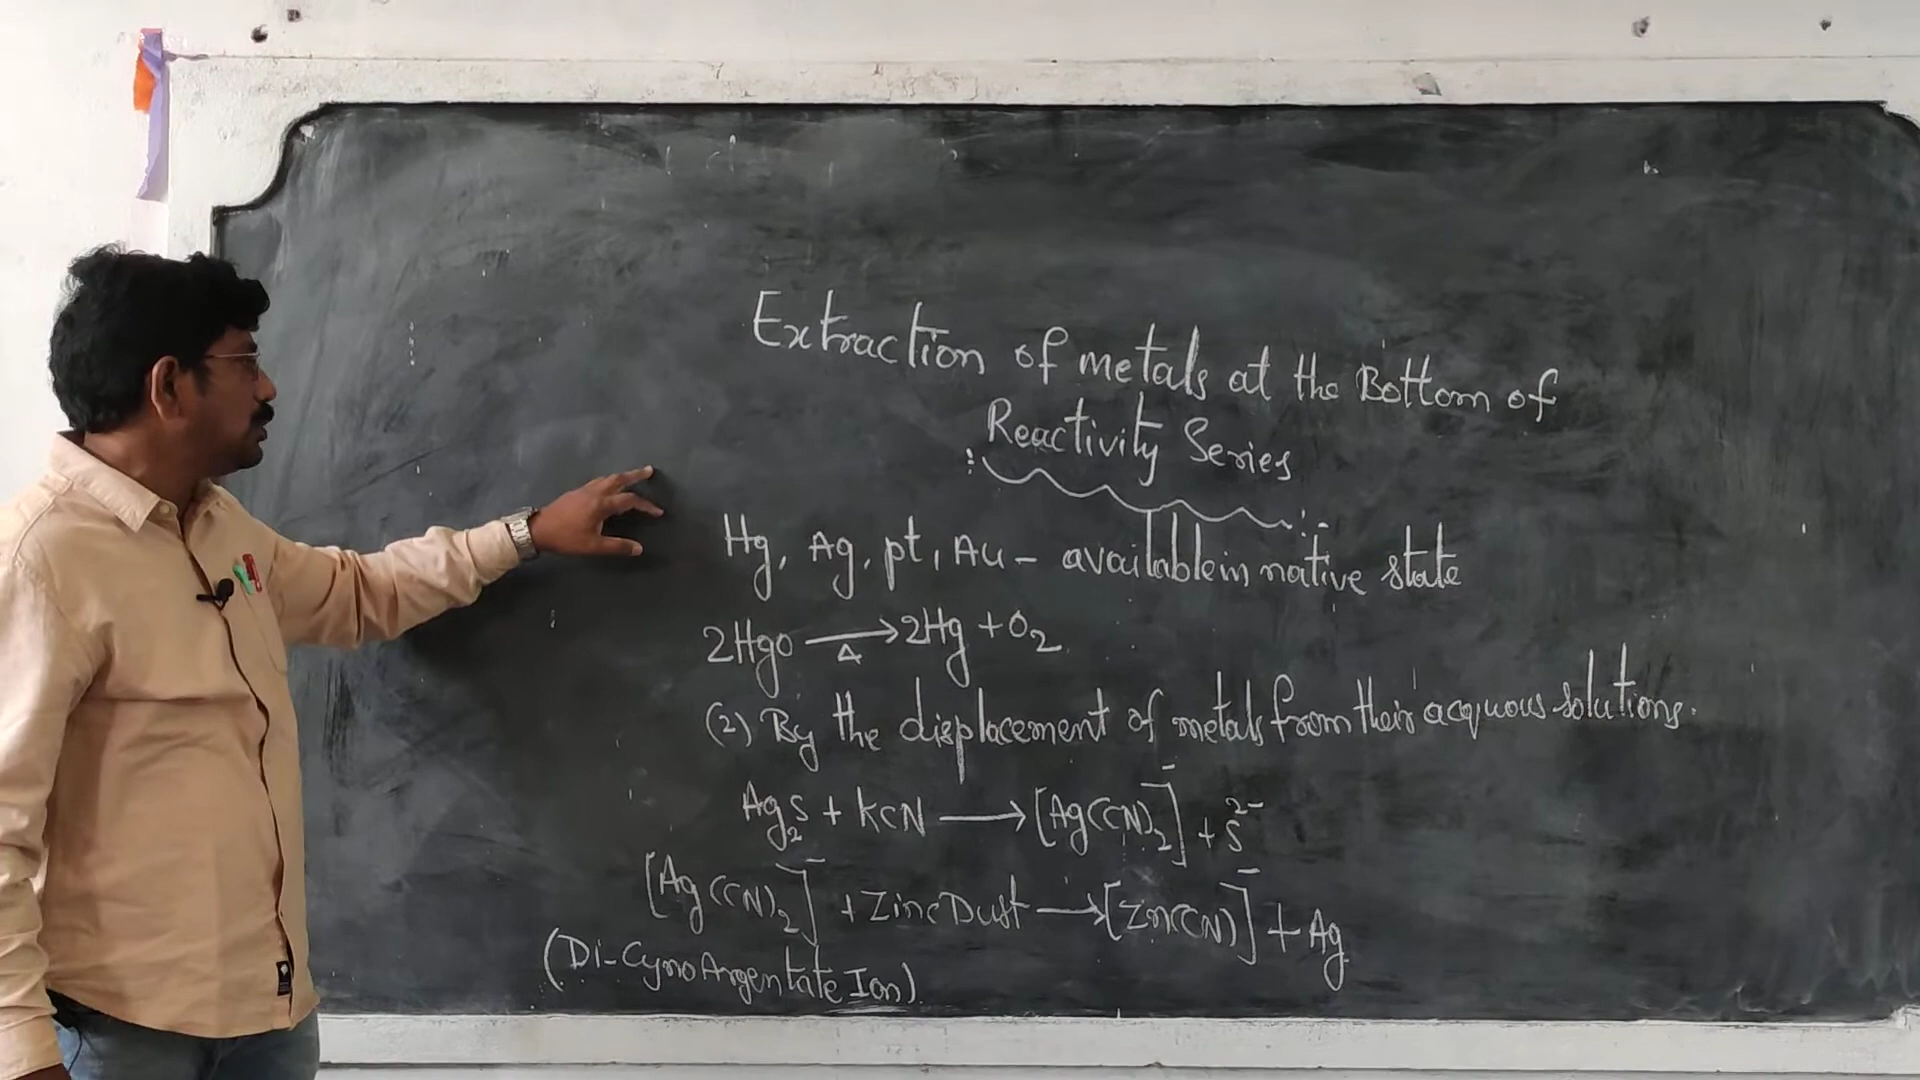 Extraction of metals at the Bottom of
Reactivity Series
Hg, Ag, pt, Au - available in native state
2Hgo →Δ 2Hg + O₂
(2) By the displacement of metals from their acquous solutions.
Ag₂s + KCN → [Ag(CN)₂]⁻ + S²⁻
[Ag(CN)₂]⁻ + Zinc Dust → [Zn(CN)]⁻ + Ag
(Di-Cyno Argentate Ion)